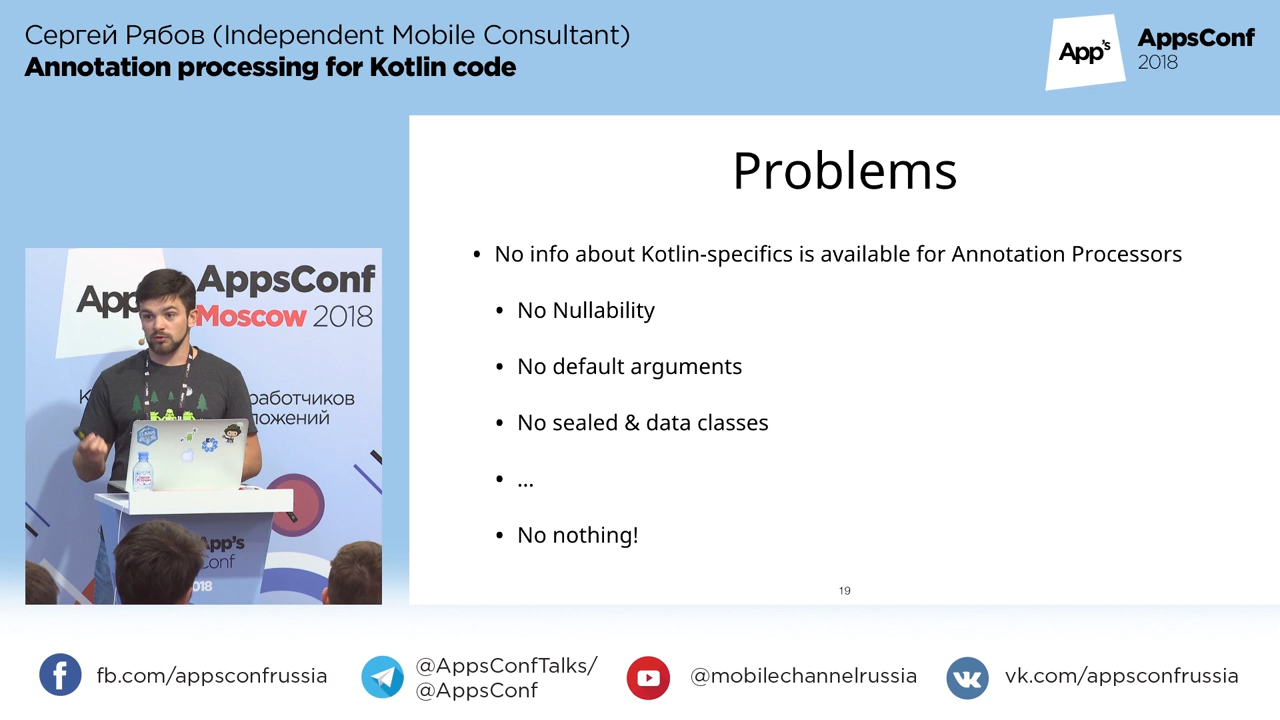 Сергей Рябов (Independent Mobile Consultant)
Annotation processing for Kotlin code
App's
AppsConf
2018
Problems
• No info about Kotlin-specifics is available for Annotation Processors
• No Nullability
• No default arguments
• No sealed & data classes
• ...
• No nothing!
19
App
AppsConf
Moscow 2018
работчиков
ложений
App's
Conf
018
fb.com/appsconfrussia
@AppsConfTalks/
@AppsConf
@mobilechannelrussia
vk.com/appsconfrussia